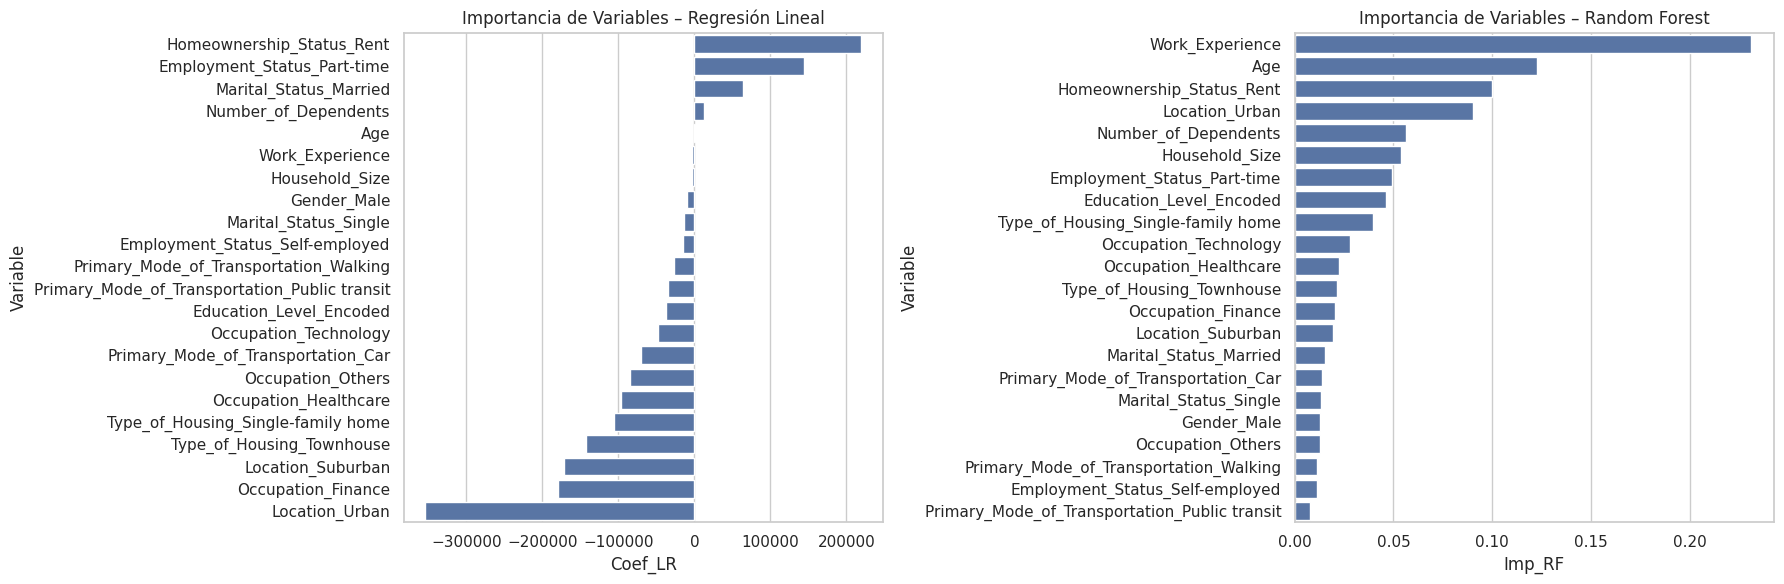 Importancia de Variables – Regresión Lineal
Variable
Homeownership_Status_Rent
Employment_Status_Part-time
Marital_Status_Married
Number_of_Dependents
Age
Work_Experience
Household_Size
Gender_Male
Marital_Status_Single
Employment_Status_Self-employed
Primary_Mode_of_Transportation_Walking
Primary_Mode_of_Transportation_Public transit
Education_Level_Encoded
Occupation_Technology
Primary_Mode_of_Transportation_Car
Occupation_Others
Occupation_Healthcare
Type_of_Housing_Single-family home
Type_of_Housing_Townhouse
Location_Suburban
Occupation_Finance
Location_Urban
−300000 −200000 −100000 0 100000 200000
Coef_LR
Importancia de Variables – Random Forest
Variable
Work_Experience
Age
Homeownership_Status_Rent
Location_Urban
Number_of_Dependents
Household_Size
Employment_Status_Part-time
Education_Level_Encoded
Type_of_Housing_Single-family home
Occupation_Technology
Occupation_Healthcare
Type_of_Housing_Townhouse
Occupation_Finance
Location_Suburban
Marital_Status_Married
Primary_Mode_of_Transportation_Car
Marital_Status_Single
Gender_Male
Occupation_Others
Primary_Mode_of_Transportation_Walking
Employment_Status_Self-employed
Primary_Mode_of_Transportation_Public transit
0.00 0.05 0.10 0.15 0.20
Imp_RF